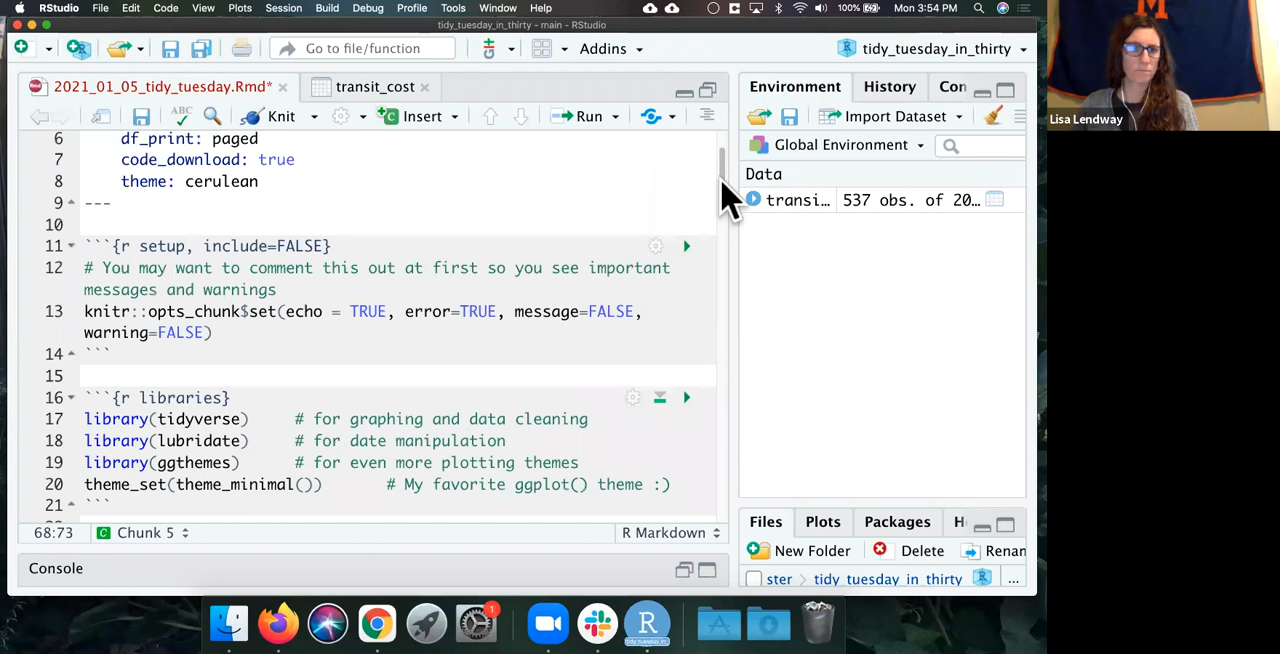 RStudio File Edit Code View Plots Session Build Debug Profile Tools Window Help 100% Mon 3:54 PM
tidy_tuesday_in_thirty - main - RStudio
Go to file/function Addins tidy_tuesday_in_thirty
2021_01_05_tidy_tuesday.Rmd* transit_cost Environment History Con
ABC Knit Insert Run Import Dataset
Lisa Lendway
Global Environment
Data
transi... 537 obs. of 20...
6 df_print: paged
7 code_download: true
8 theme: cerulean
9 ---
10
11 ```{r setup, include=FALSE}
12 # You may want to comment this out at first so you see important
messages and warnings
13 knitr::opts_chunk$set(echo = TRUE, error=TRUE, message=FALSE,
warning=FALSE)
14 ```
15
16 ```{r libraries}
17 library(tidyverse) # for graphing and data cleaning
18 library(lubridate) # for date manipulation
19 library(ggthemes) # for even more plotting themes
20 theme_set(theme_minimal()) # My favorite ggplot() theme :)
21 ```
68:73 Chunk 5 R Markdown
Console
Files Plots Packages H
New Folder Delete Renan
ster tidy_tuesday_in_thirty ...
M
1
R